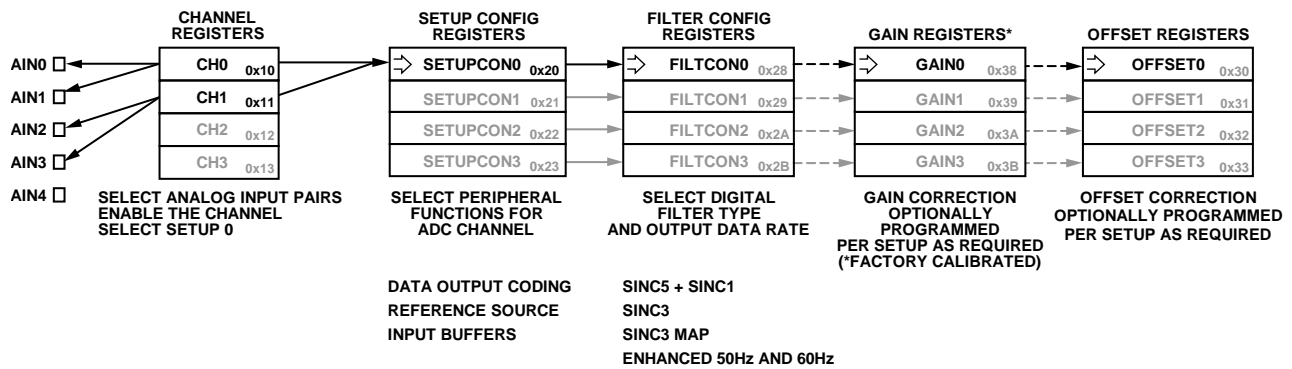 CHANNEL
REGISTERS
SETUP CONFIG
REGISTERS
FILTER CONFIG
REGISTERS
GAIN REGISTERS*
OFFSET REGISTERS
AIN0
AIN1
AIN2
AIN3
AIN4
CH0 0x10
CH1 0x11
CH2 0x12
CH3 0x13
SETUPCON0 0x20
SETUPCON1 0x21
SETUPCON2 0x22
SETUPCON3 0x23
FILTCON0 0x28
FILTCON1 0x29
FILTCON2 0x2A
FILTCON3 0x2B
GAIN0 0x38
GAIN1 0x39
GAIN2 0x3A
GAIN3 0x3B
OFFSET0 0x30
OFFSET1 0x31
OFFSET2 0x32
OFFSET3 0x33
SELECT ANALOG INPUT PAIRS
ENABLE THE CHANNEL
SELECT SETUP 0
SELECT PERIPHERAL
FUNCTIONS FOR
ADC CHANNEL
SELECT DIGITAL
FILTER TYPE
AND OUTPUT DATA RATE
GAIN CORRECTION
OPTIONALLY
PROGRAMMED
PER SETUP AS REQUIRED
(*FACTORY CALIBRATED)
OFFSET CORRECTION
OPTIONALLY PROGRAMMED
PER SETUP AS REQUIRED
DATA OUTPUT CODING
REFERENCE SOURCE
INPUT BUFFERS
SINC5 + SINC1
SINC3
SINC3 MAP
ENHANCED 50Hz AND 60Hz